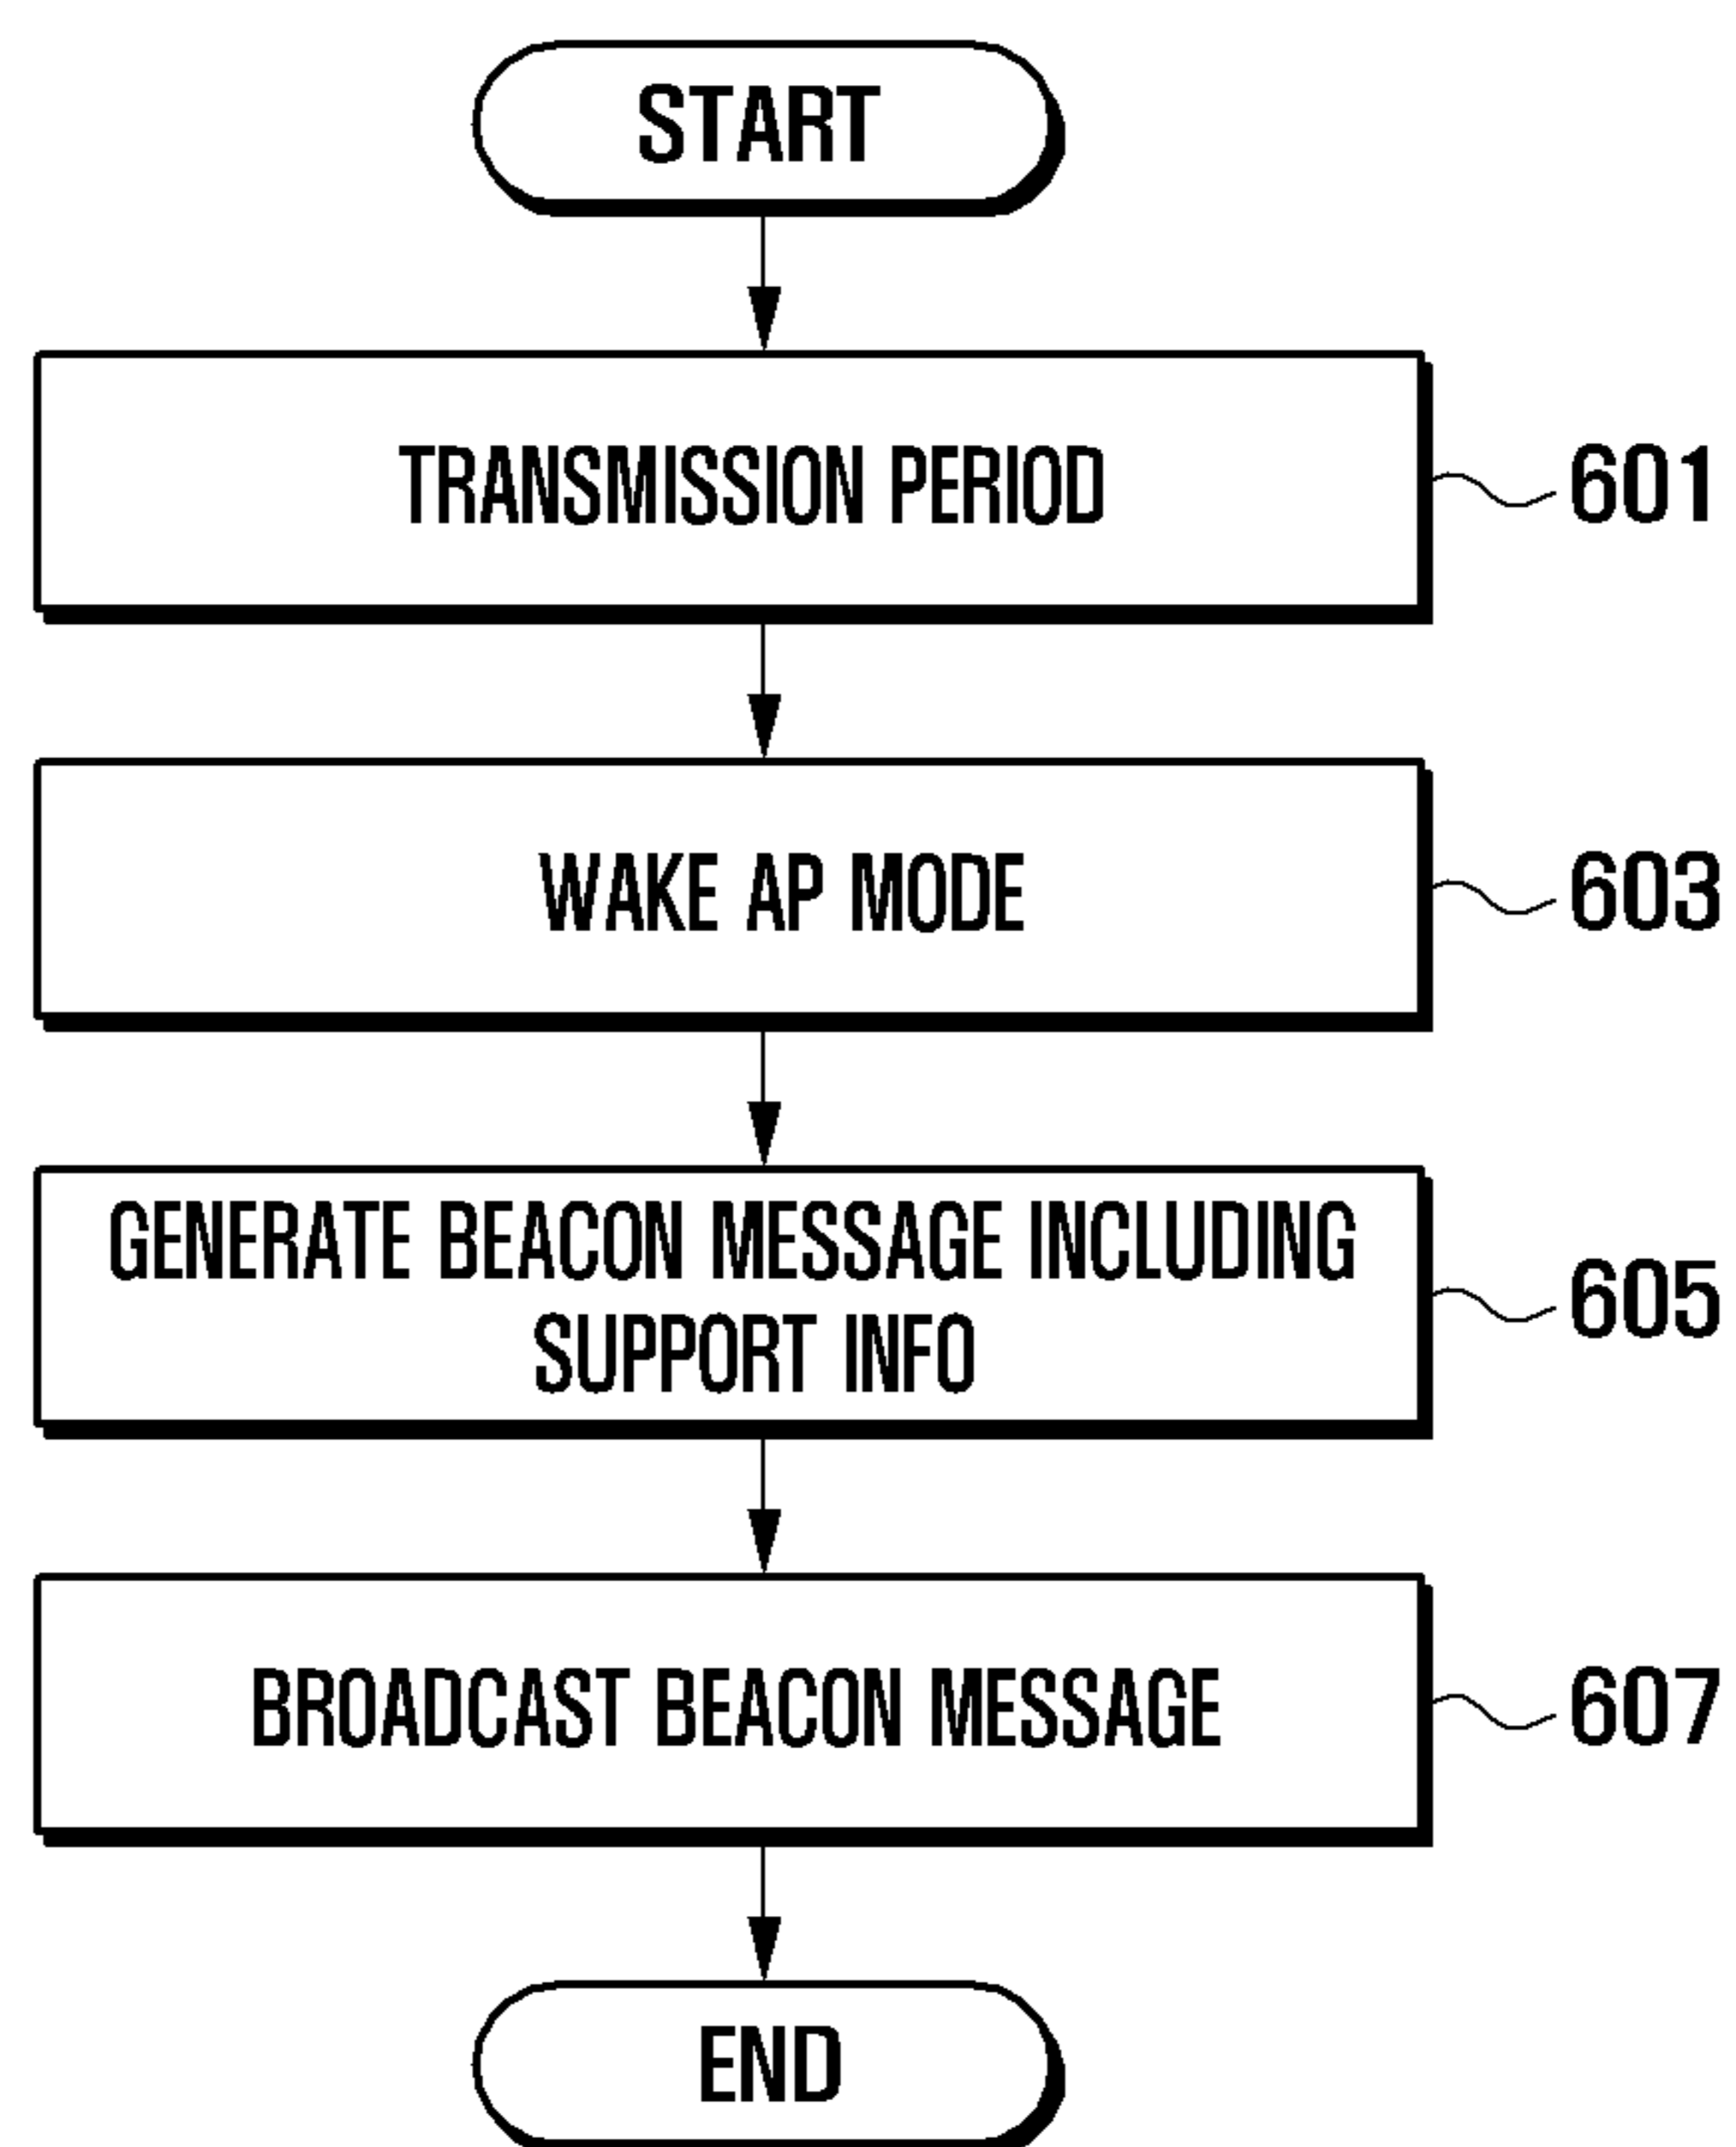 START
TRANSMISSION PERIOD
601
WAKE AP MODE
603
GENERATE BEACON MESSAGE INCLUDING
SUPPORT INFO
605
BROADCAST BEACON MESSAGE
607
END